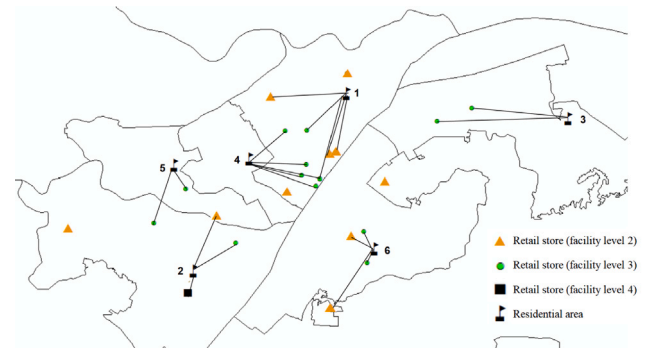 1
3
4
5
2
6
Retail store (facility level 2)
Retail store (facility level 3)
Retail store (facility level 4)
Residential area